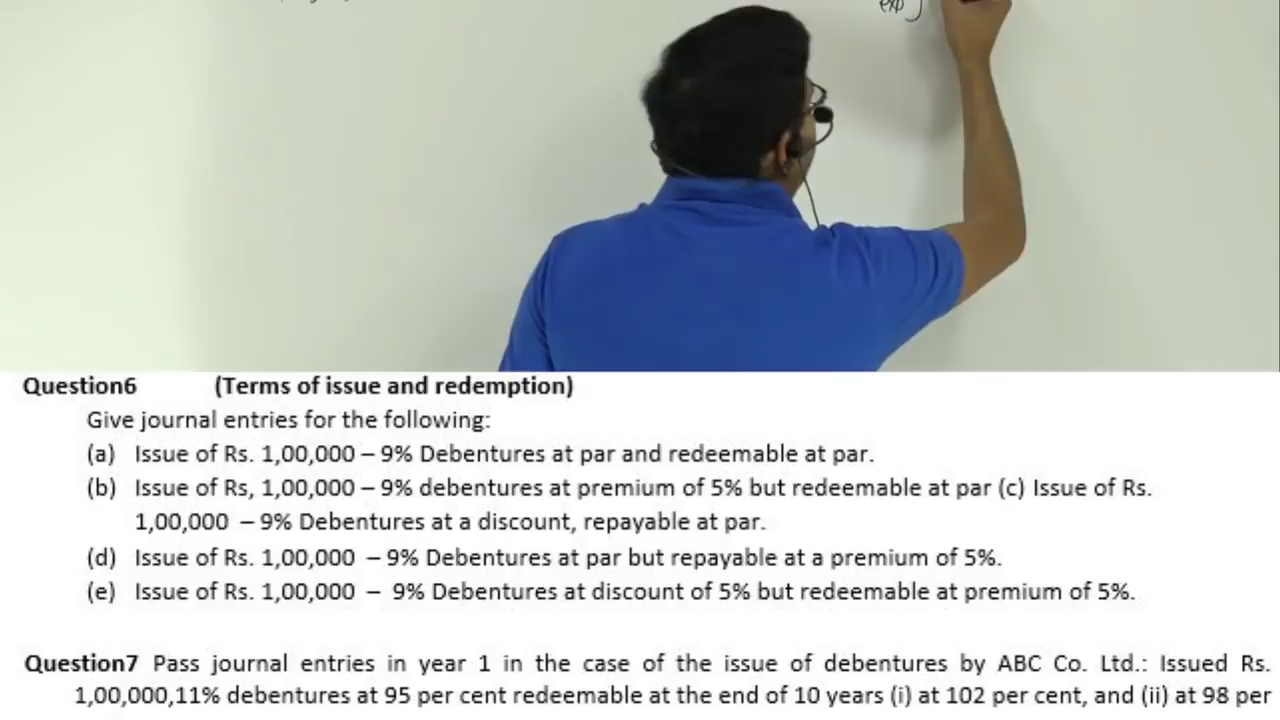 exp
Question6 (Terms of issue and redemption)
Give journal entries for the following:
(a) Issue of Rs. 1,00,000 – 9% Debentures at par and redeemable at par.
(b) Issue of Rs, 1,00,000 – 9% debentures at premium of 5% but redeemable at par (c) Issue of Rs.
1,00,000 – 9% Debentures at a discount, repayable at par.
(d) Issue of Rs. 1,00,000 – 9% Debentures at par but repayable at a premium of 5%.
(e) Issue of Rs. 1,00,000 – 9% Debentures at discount of 5% but redeemable at premium of 5%.
Question7 Pass journal entries in year 1 in the case of the issue of debentures by ABC Co. Ltd.: Issued Rs.
1,00,000,11% debentures at 95 per cent redeemable at the end of 10 years (i) at 102 per cent, and (ii) at 98 per